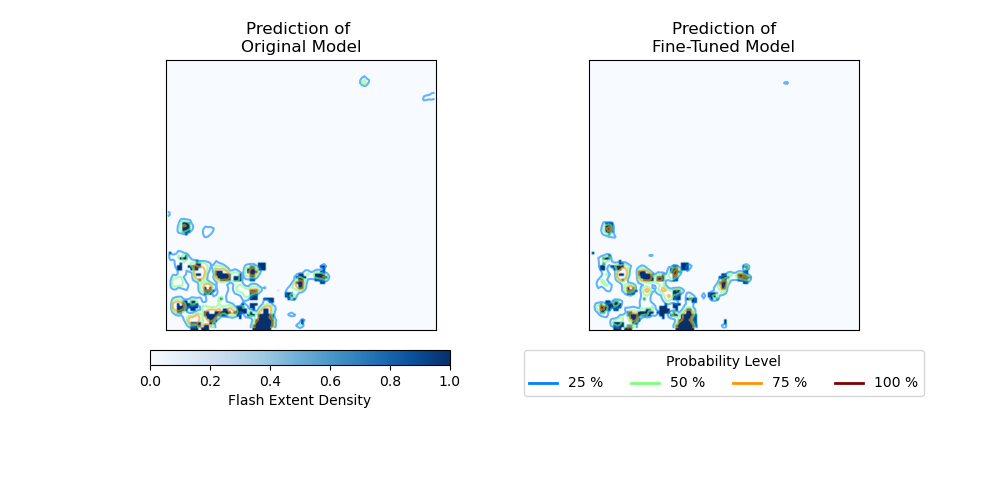 Prediction of
Original Model
Prediction of
Fine-Tuned Model
0.0 0.2 0.4 0.6 0.8 1.0
Flash Extent Density
Probability Level
25 % 50 % 75 % 100 %